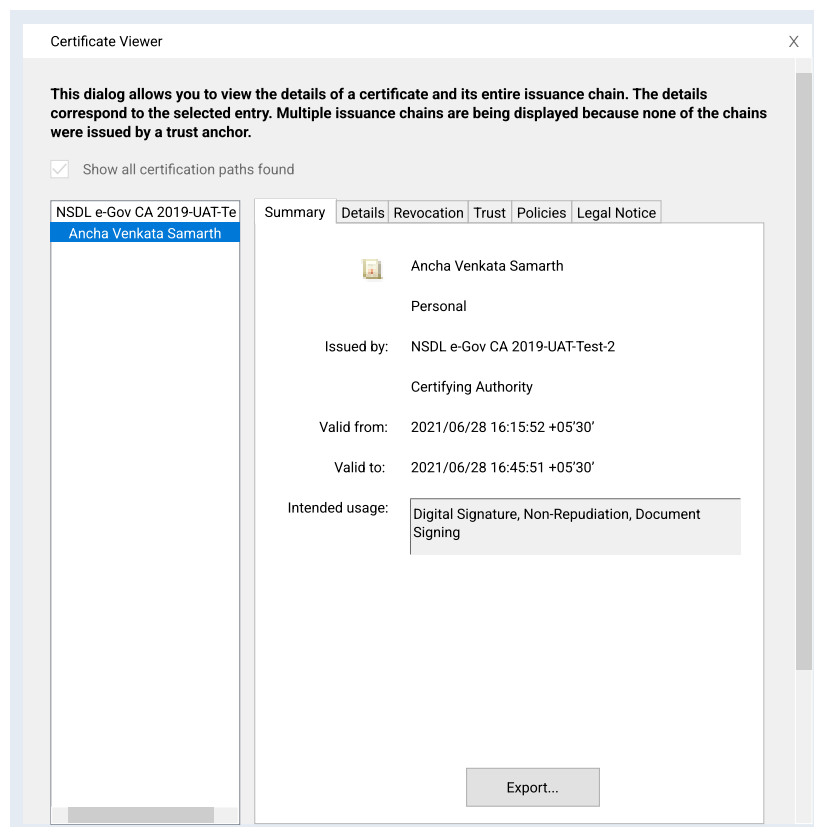 Certificate Viewer
X
This dialog allows you to view the details of a certificate and its entire issuance chain. The details
correspond to the selected entry. Multiple issuance chains are being displayed because none of the chains
were issued by a trust anchor.
Show all certification paths found
NSDL e-Gov CA 2019-UAT-Te
Ancha Venkata Samarth
Summary Details Revocation Trust Policies Legal Notice
Ancha Venkata Samarth
Personal
Issued by: NSDL e-Gov CA 2019-UAT-Test-2
Certifying Authority
Valid from: 2021/06/28 16:15:52 +05’30’
Valid to: 2021/06/28 16:45:51 +05’30’
Intended usage: Digital Signature, Non-Repudiation, Document
Signing
Export...